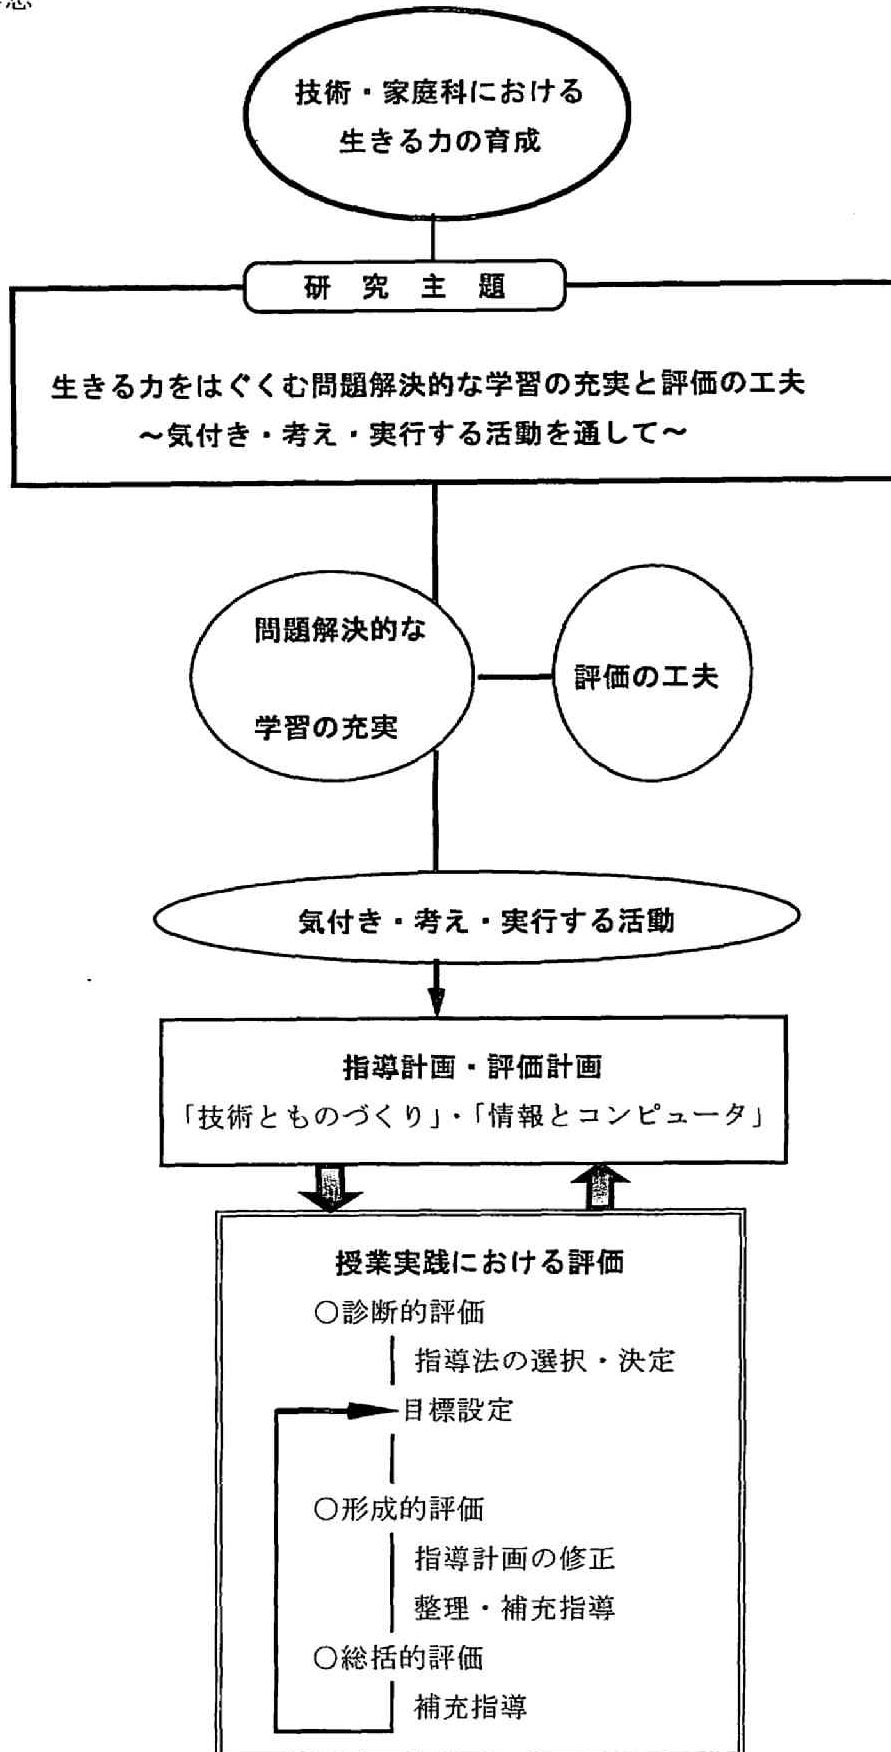 技術・家庭科における
生きる力の育成
研究主題
生きる力をはぐくむ問題解決的な学習の充実と評価の工夫
～気付き・考え・実行する活動を通して～
問題解決的な
学習の充実
評価の工夫
気付き・考え・実行する活動
指導計画・評価計画
「技術とものづくり」・「情報とコンピュータ」
授業実践における評価
○診断的評価
指導法の選択・決定
目標設定
○形成的評価
指導計画の修正
整理・補充指導
○総括的評価
補充指導